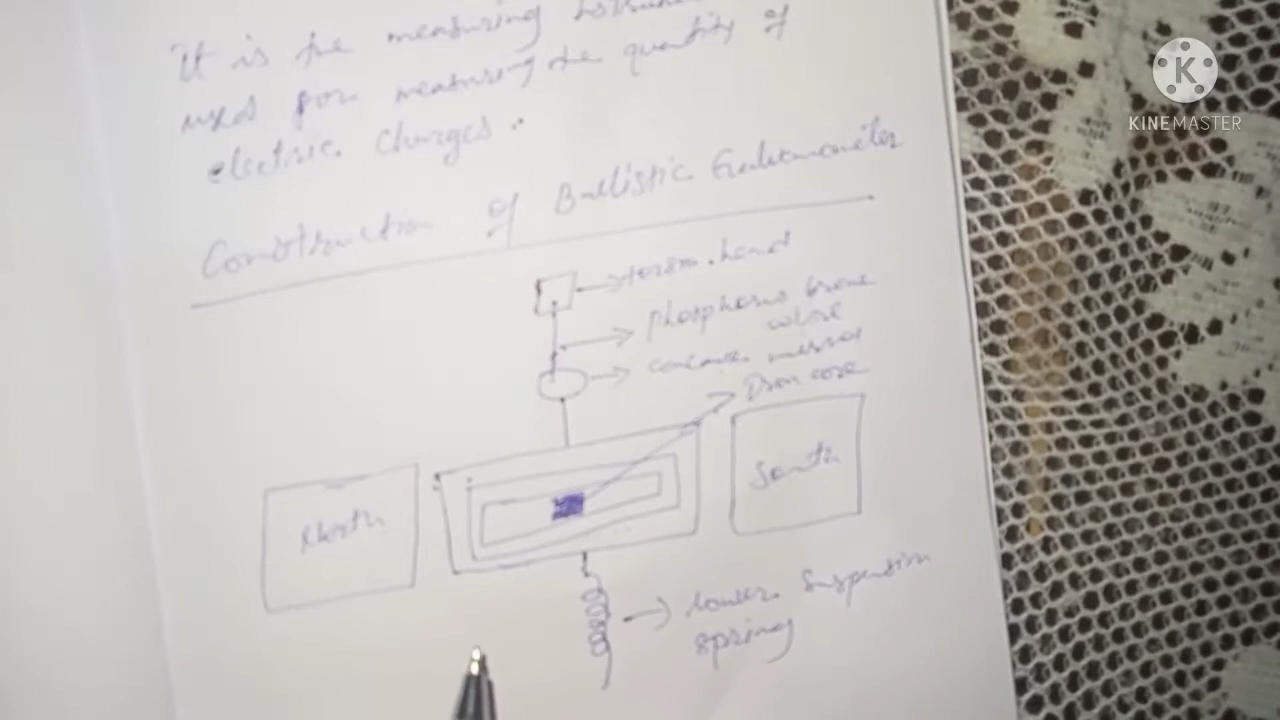 It is the measuring
used for measuring the quantity of
electric charges.
Construction of Ballistic Galvanometer
torsion head
phosphorus bronze
wire
concave mirror
Iron core
North
South
lower suspension
spring
K
KINEMASTER